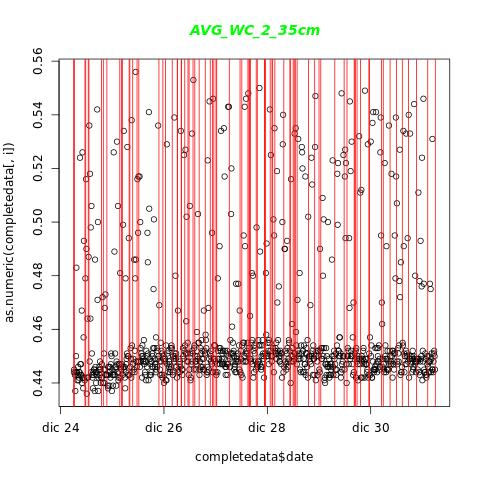 AVG_WC_2_35cm
as.numeric(completedata[, i])
0.56
0.54
0.52
0.50
0.48
0.46
0.44
dic 24
dic 26
dic 28
dic 30
completedata$date